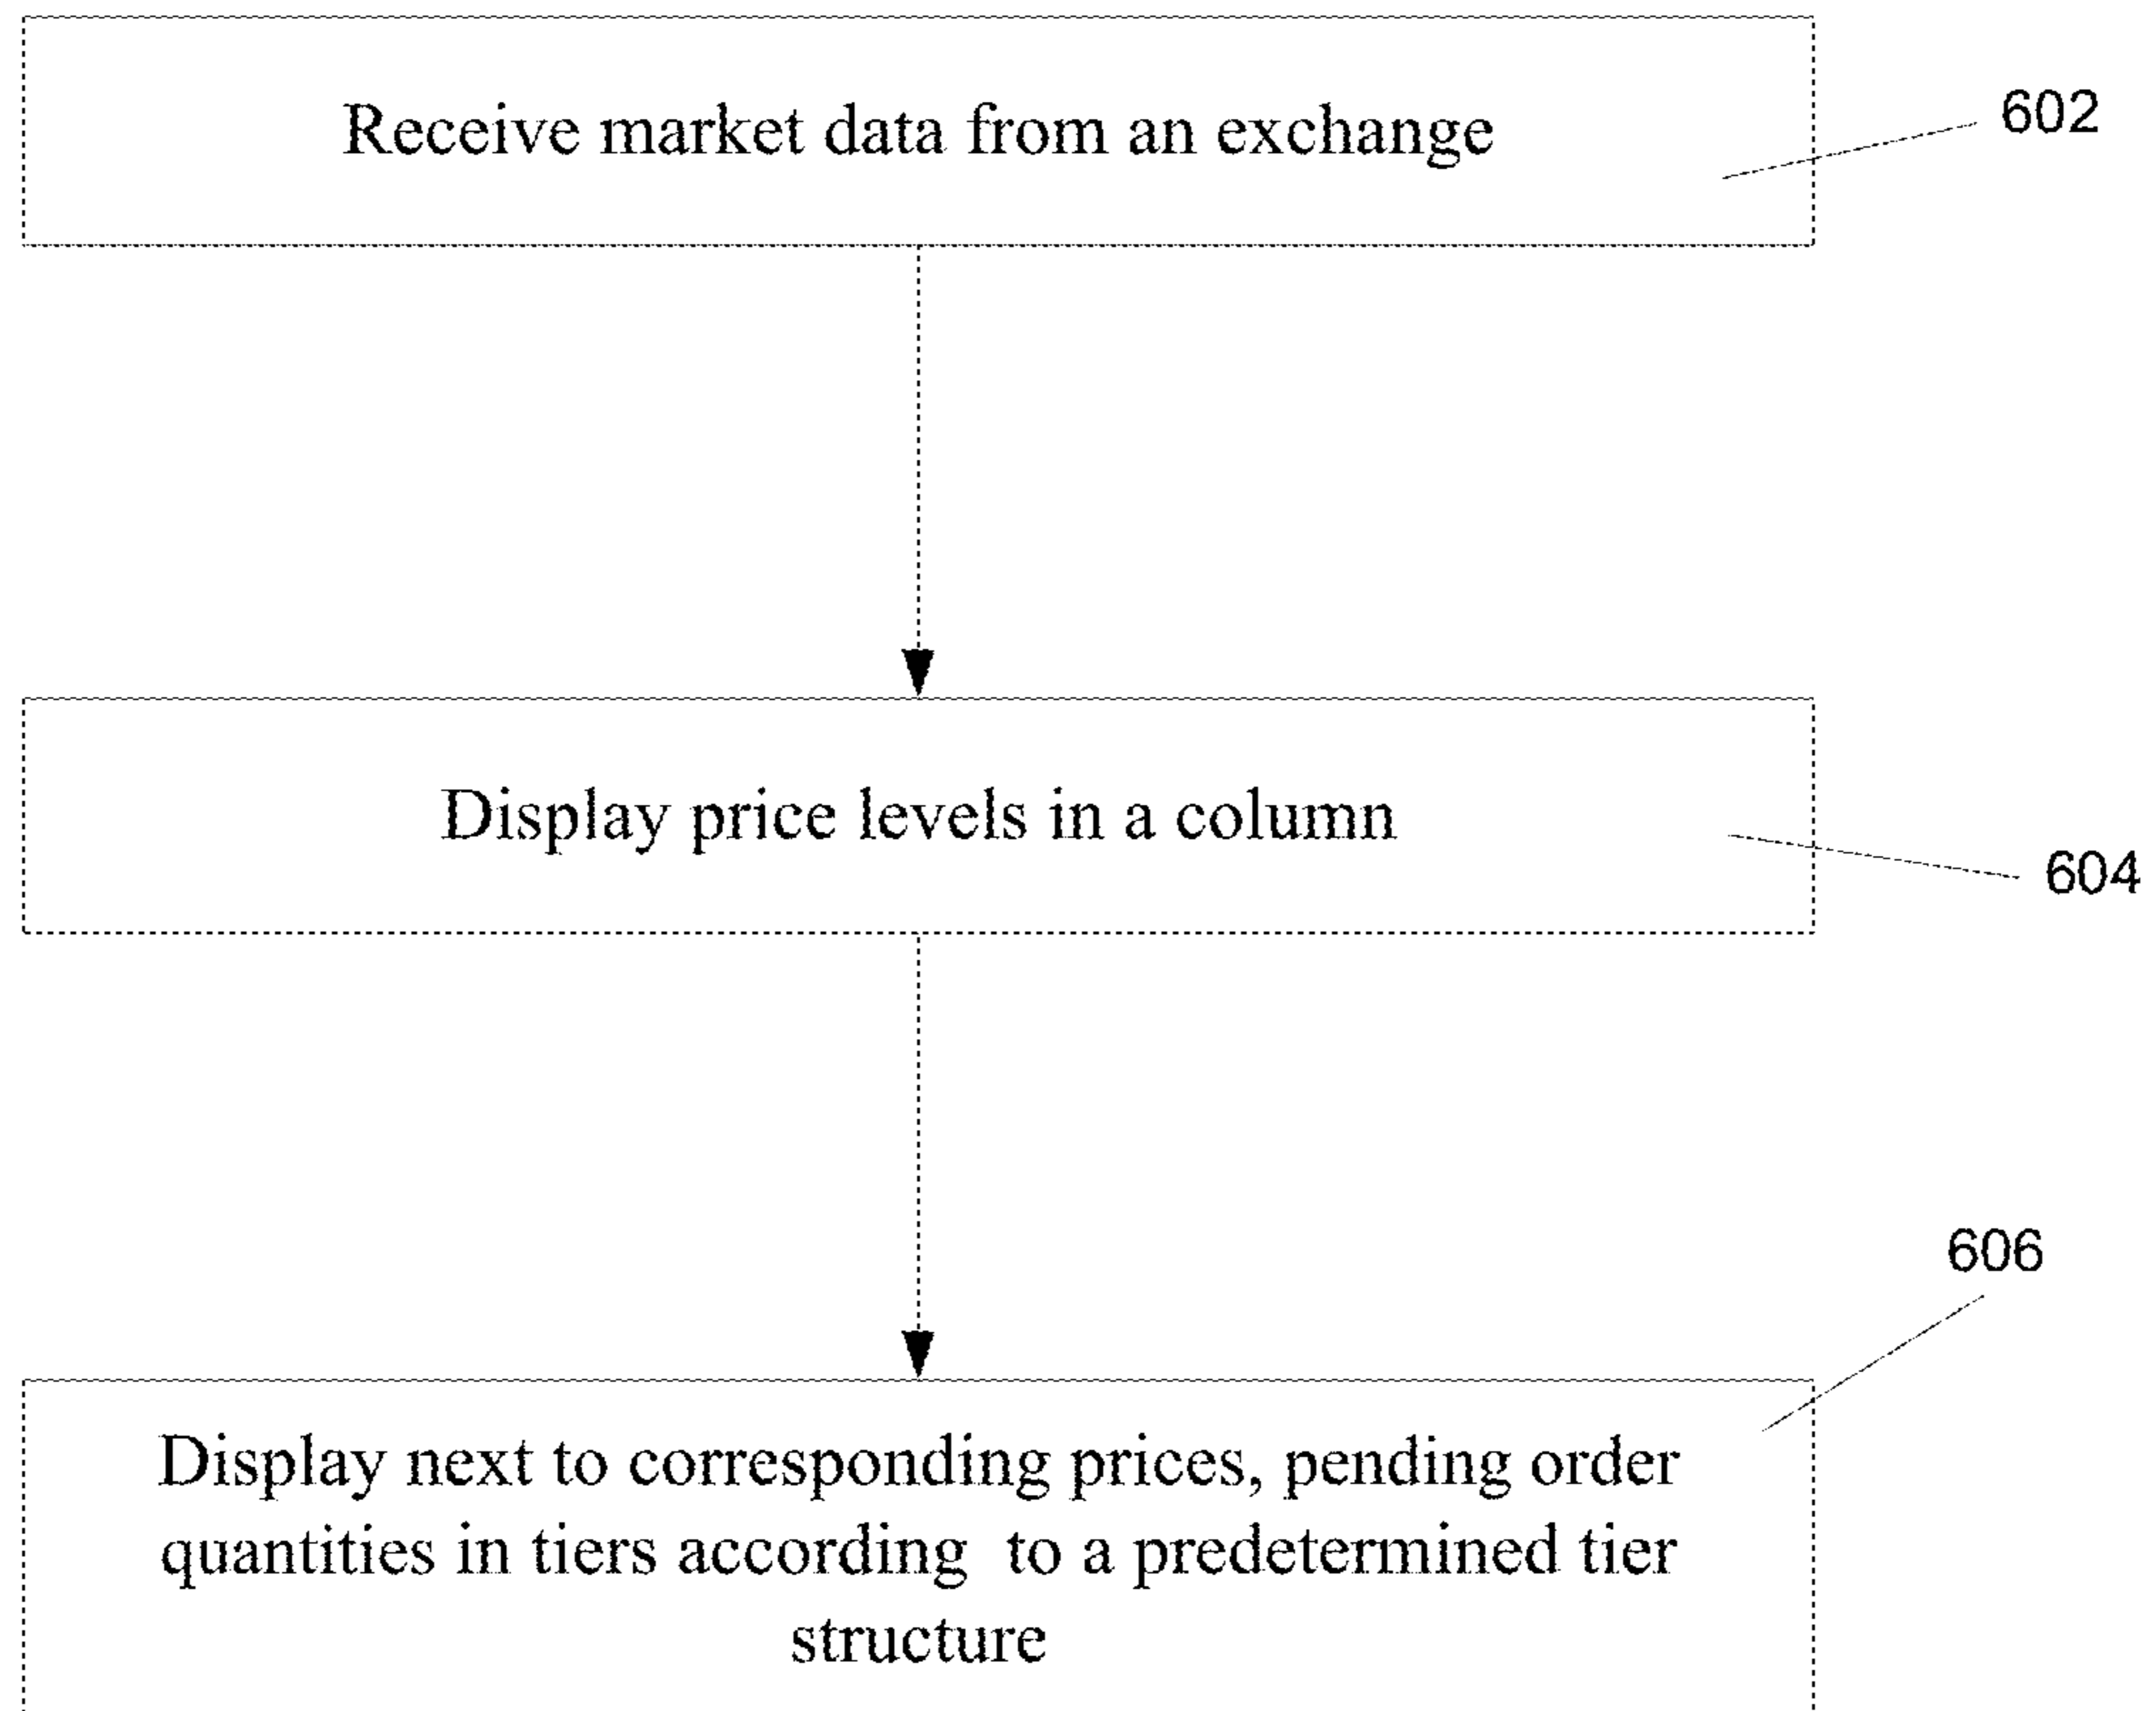 Receive market data from an exchange
602
Display price levels in a column
604
606
Display next to corresponding prices, pending order
quantities in tiers according to a predetermined tier
structure